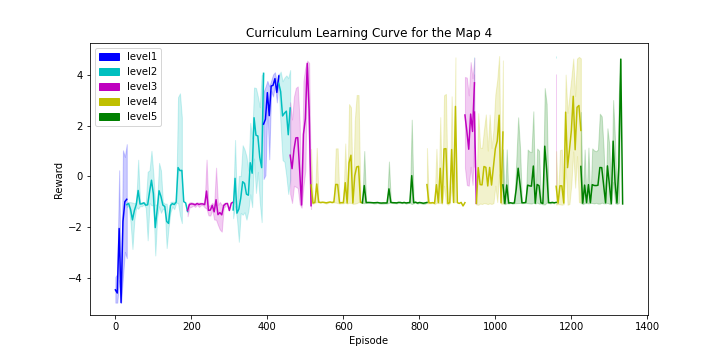 Curriculum Learning Curve for the Map 4
level1
level2
level3
level4
level5
Reward
4
2
0
−2
−4
0 200 400 600 800 1000 1200 1400
Episode